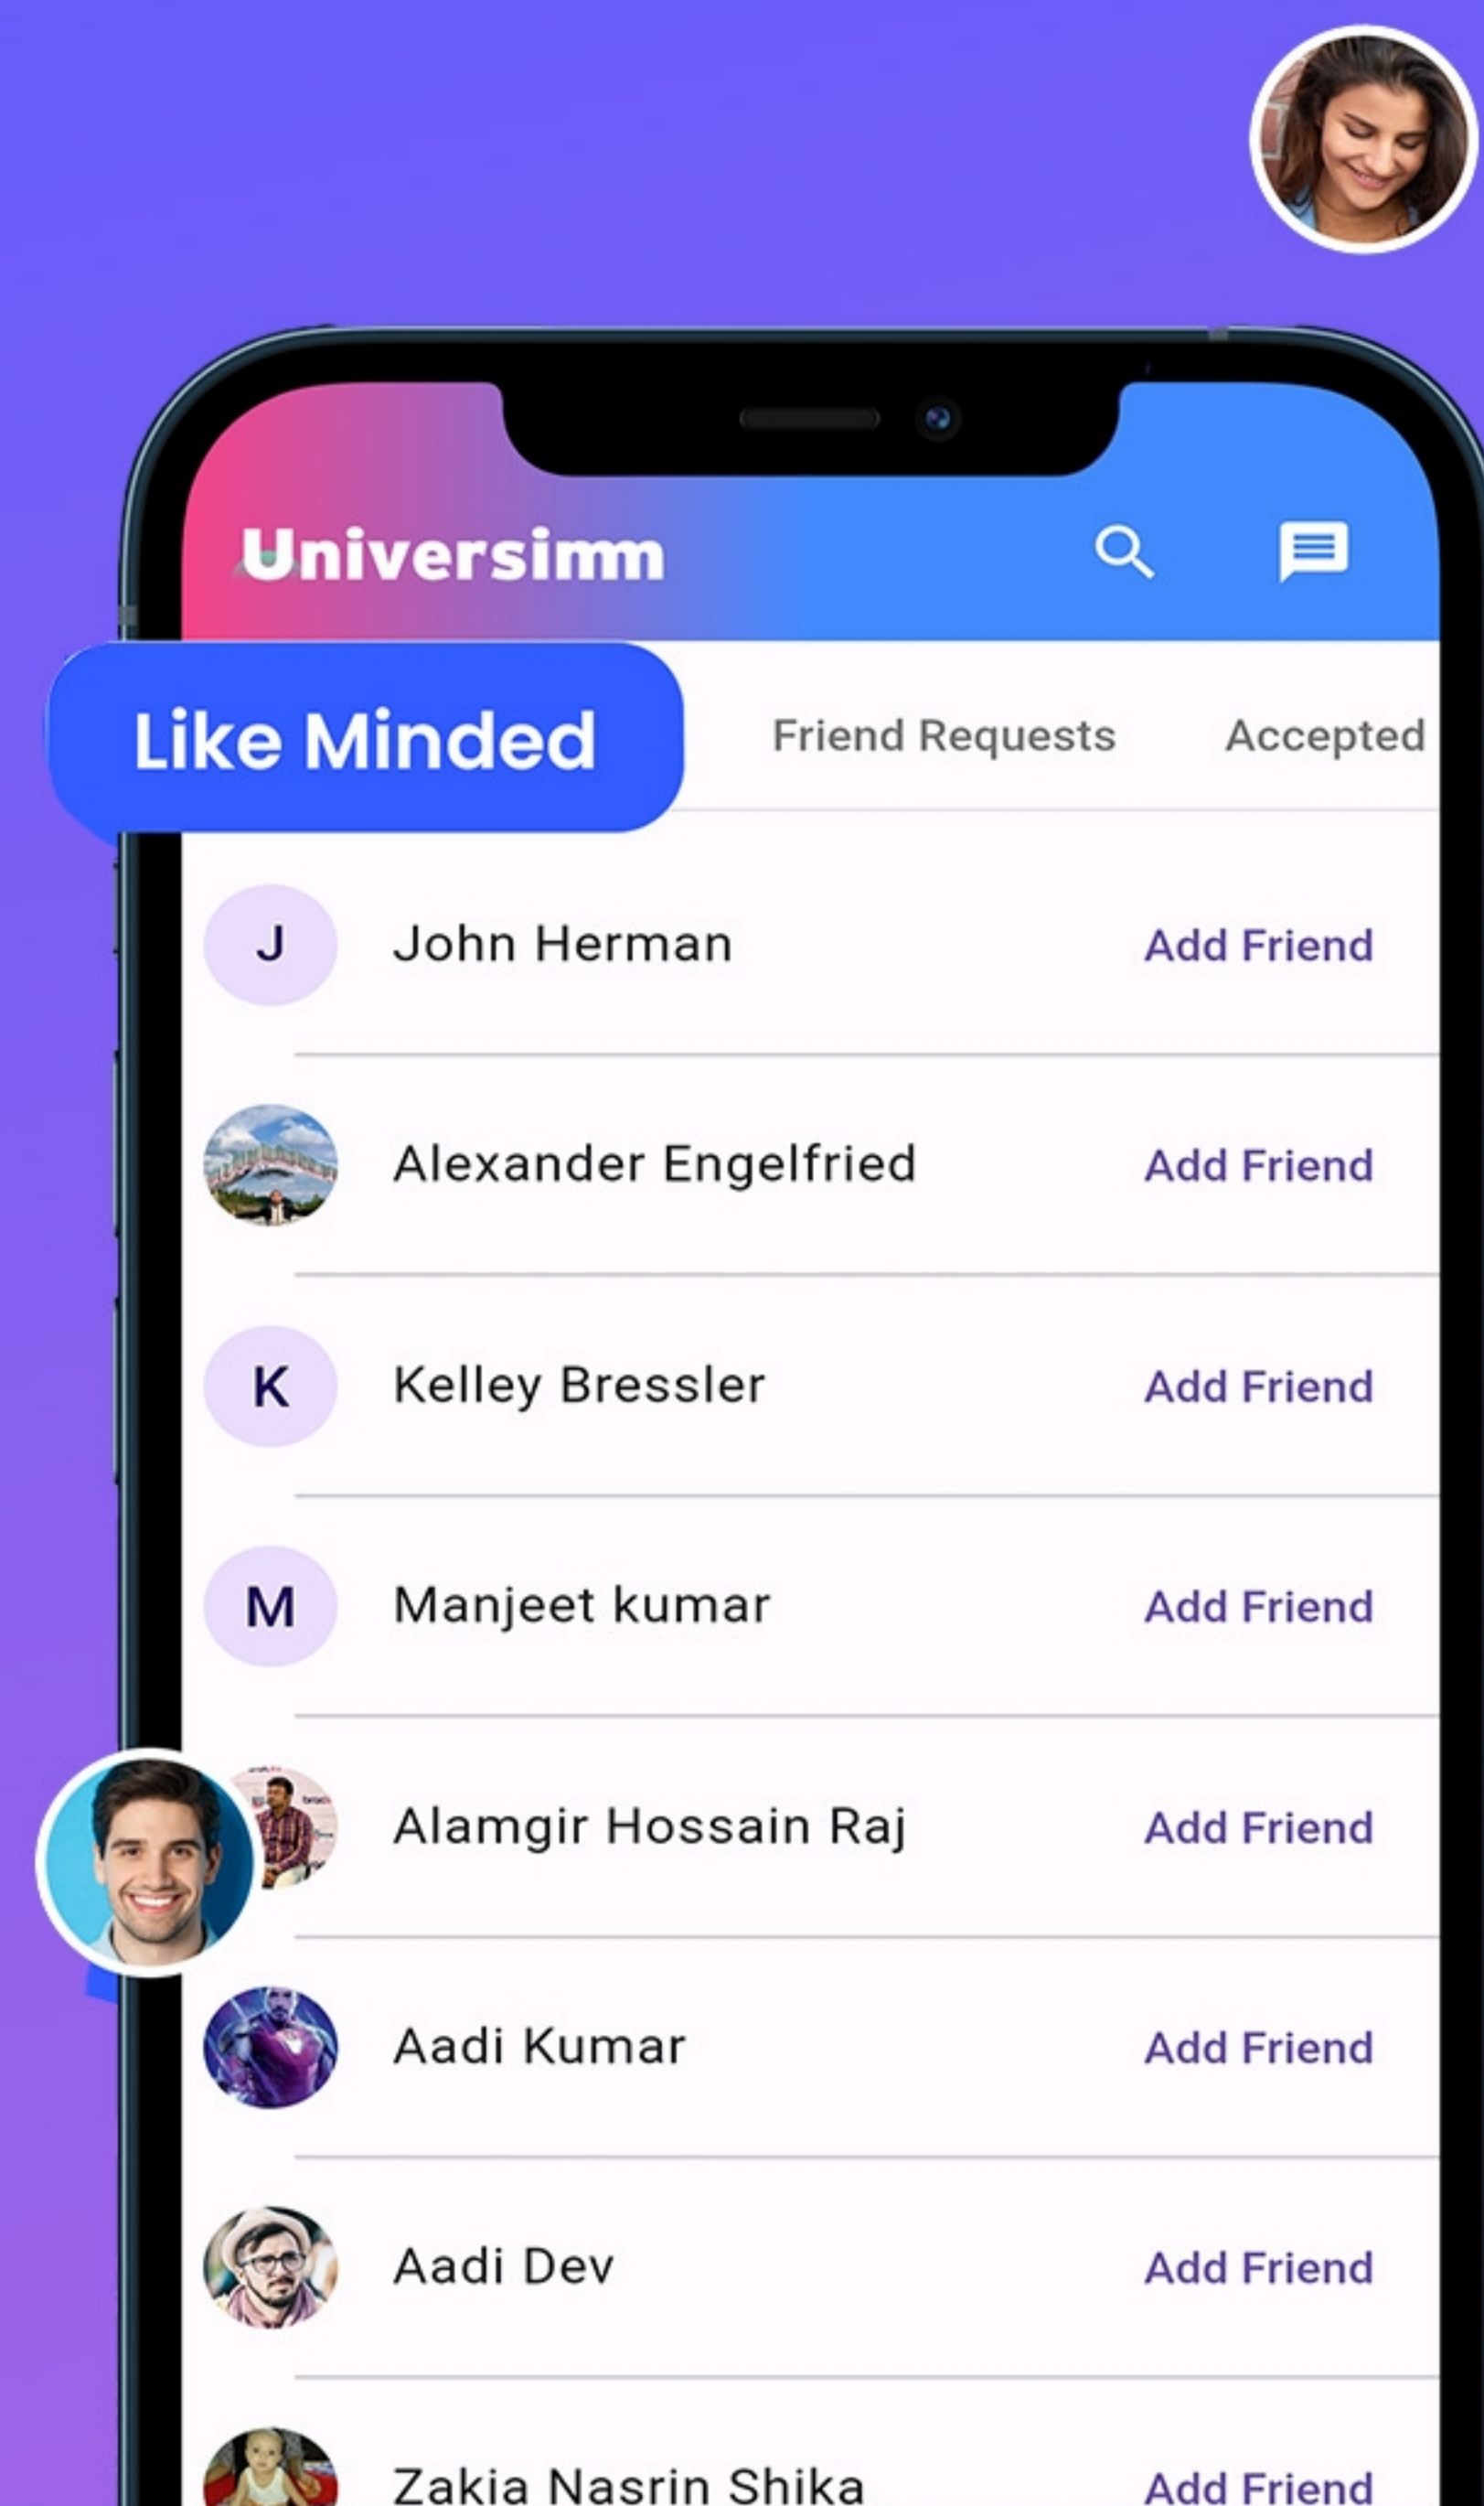 Universimm
Like Minded
Friend Requests
Accepted
J
John Herman
Add Friend
Alexander Engelfried
Add Friend
K
Kelley Bressler
Add Friend
M
Manjeet kumar
Add Friend
Alamgir Hossain Raj
Add Friend
Aadi Kumar
Add Friend
Aadi Dev
Add Friend
Zakia Nasrin Shika
Add Friend